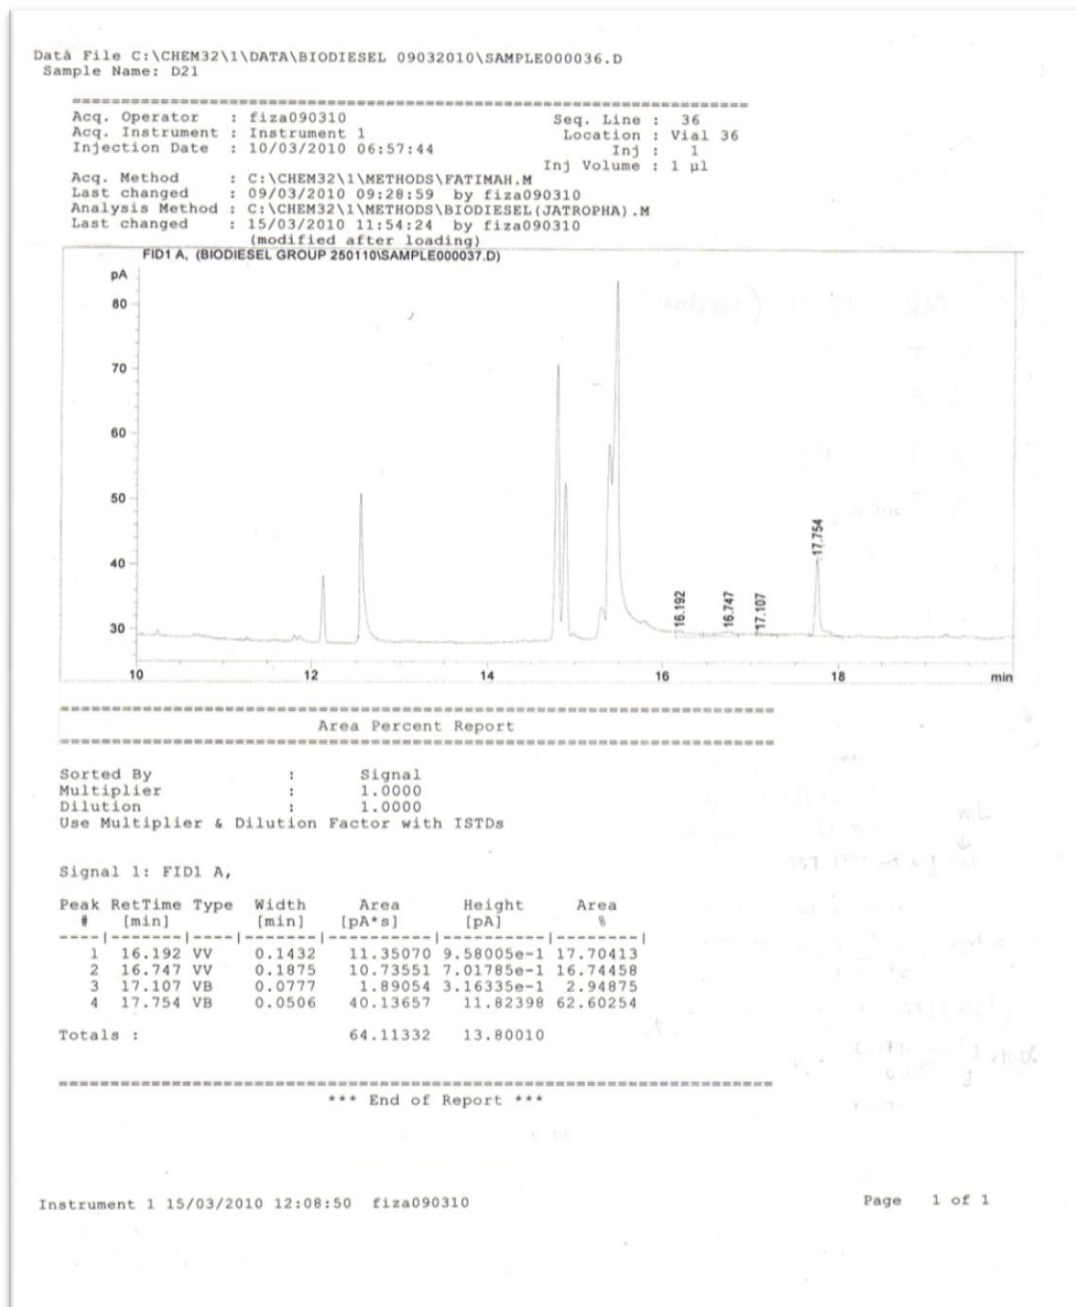 Data File C:\CHEM32\1\DATA\BIODIESEL 09032010\SAMPLE000036.D
Sample Name: D21
====================================================================
Acq. Operator : fiza090310 Seq. Line : 36
Acq. Instrument : Instrument 1 Location : Vial 36
Injection Date : 10/03/2010 06:57:44 Inj : 1
Inj Volume : 1 µl
Acq. Method : C:\CHEM32\1\METHODS\FATIMAH.M
Last changed : 09/03/2010 09:28:59 by fiza090310
Analysis Method : C:\CHEM32\1\METHODS\BIODIESEL(JATROPHA).M
Last changed : 15/03/2010 11:54:24 by fiza090310
(modified after loading)
FID1 A, (BIODIESEL GROUP 250110\SAMPLE000037.D)
pA
80
70
60
50
40
30
16.192
16.747
17.107
17.754
10 12 14 16 18 min
====================================================================
Area Percent Report
====================================================================
Sorted By : Signal
Multiplier : 1.0000
Dilution : 1.0000
Use Multiplier & Dilution Factor with ISTDs
Signal 1: FID1 A,
Peak RetTime Type Width Area Height Area
# [min] [min] [pA*s] [pA] %
----|-------|----|-------|----------|----------|--------|
1 16.192 VV 0.1432 11.35070 9.58005e-1 17.70413
2 16.747 VV 0.1875 10.73551 7.01785e-1 16.74458
3 17.107 VB 0.0777 1.89054 3.16335e-1 2.94875
4 17.754 VB 0.0506 40.13657 11.82398 62.60254
Totals : 64.11332 13.80010
====================================================================
*** End of Report ***
Instrument 1 15/03/2010 12:08:50 fiza090310 Page 1 of 1